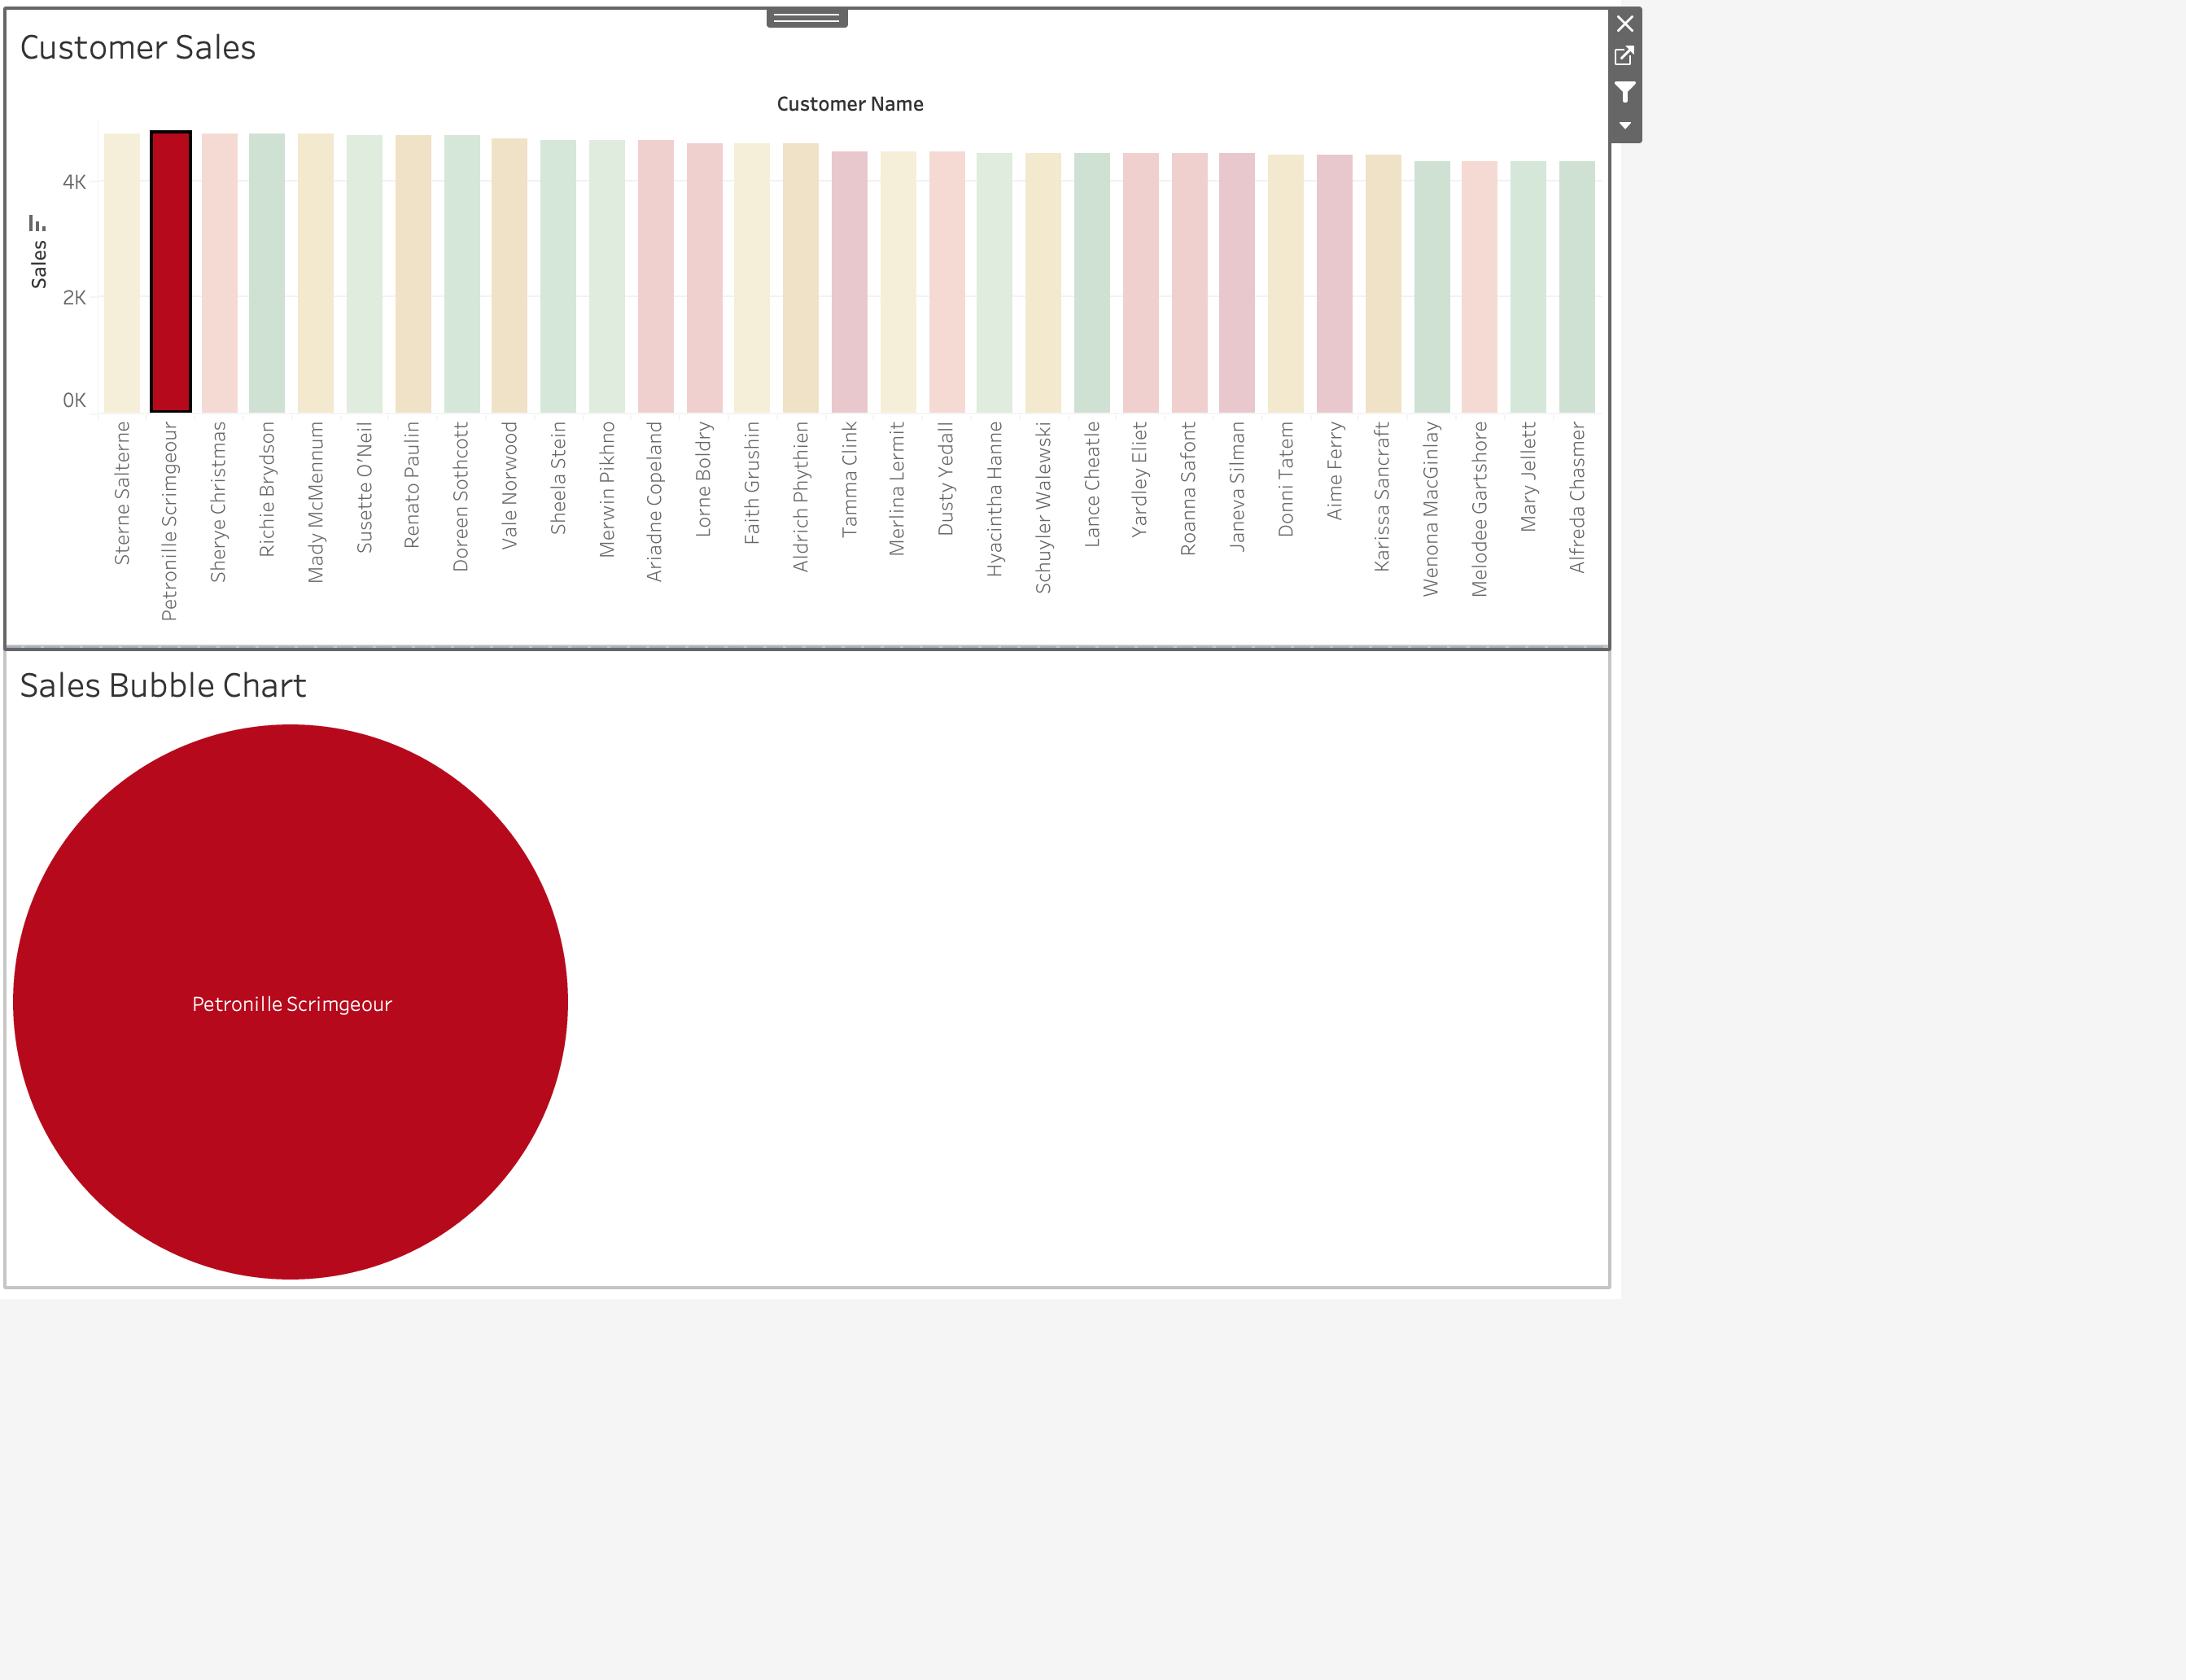 Customer Sales
Customer Name
Sales
4K
2K
0K
Sterne Salterne
Petronille Scrimgeour
Sherye Christmas
Richie Brydson
Mady McMennum
Susette O'Neil
Renato Paulin
Doreen Sothcott
Vale Norwood
Sheela Stein
Merwin Pikhno
Ariadne Copeland
Lorne Boldry
Faith Grushin
Aldrich Phythien
Tamma Clink
Merlina Lermit
Dusty Yedall
Hyacintha Hanne
Schuyler Walewski
Lance Cheatle
Yardley Eliet
Roanna Safont
Janeva Silman
Donni Tatem
Aime Ferry
Karissa Sancraft
Wenona MacGinlay
Melodee Gartshore
Mary Jellett
Alfreda Chasmer
Sales Bubble Chart
Petronille Scrimgeour